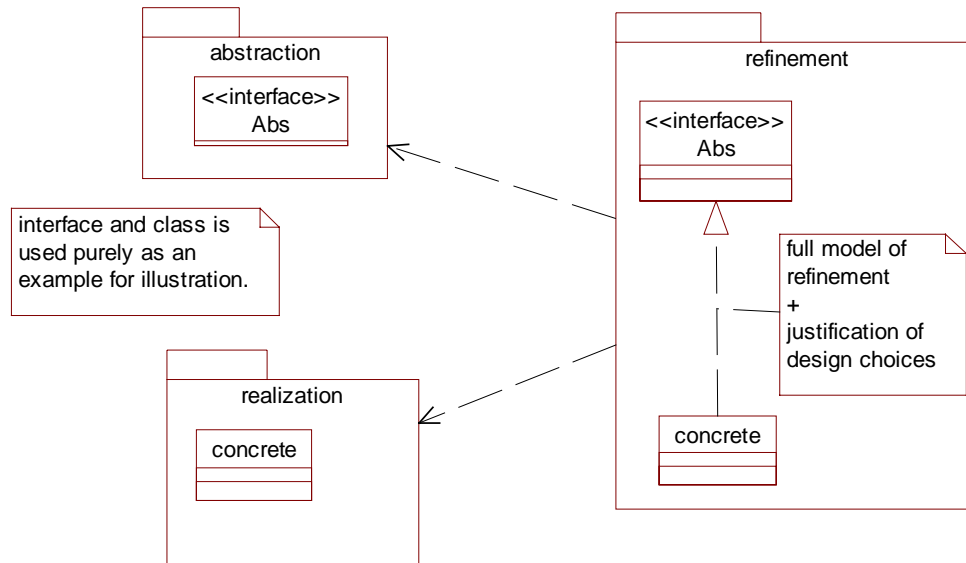 abstraction
<<interface>>
Abs
interface and class is
used purely as an
example for illustration.
realization
concrete
refinement
<<interface>>
Abs
full model of
refinement
+
justification of
design choices
concrete